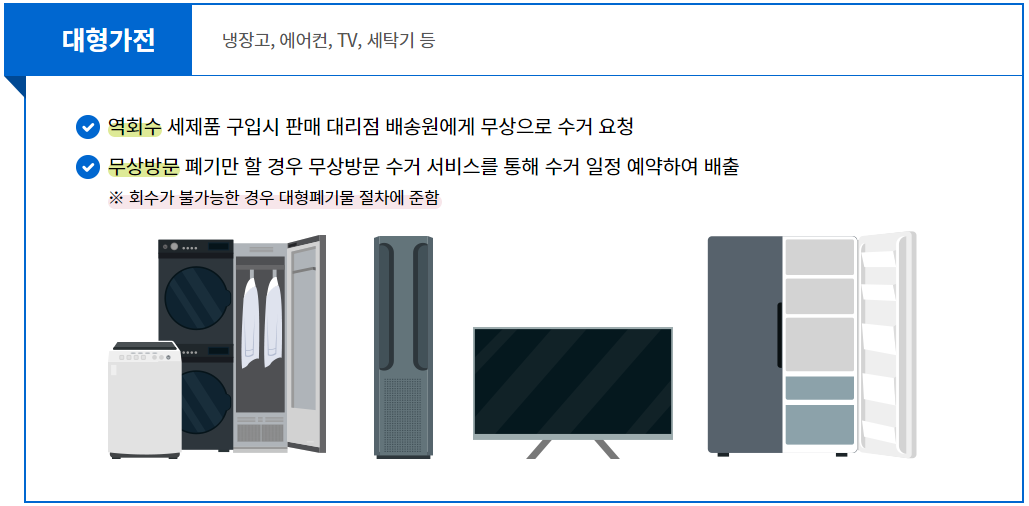 대형가전
냉장고, 에어컨, TV, 세탁기 등
역회수 세제품 구입시 판매 대리점 배송원에게 무상으로 수거 요청
무상방문 폐기만 할 경우 무상방문 수거 서비스를 통해 수거 일정 예약하여 배출
※ 회수가 불가능한 경우 대형폐기물 절차에 준함